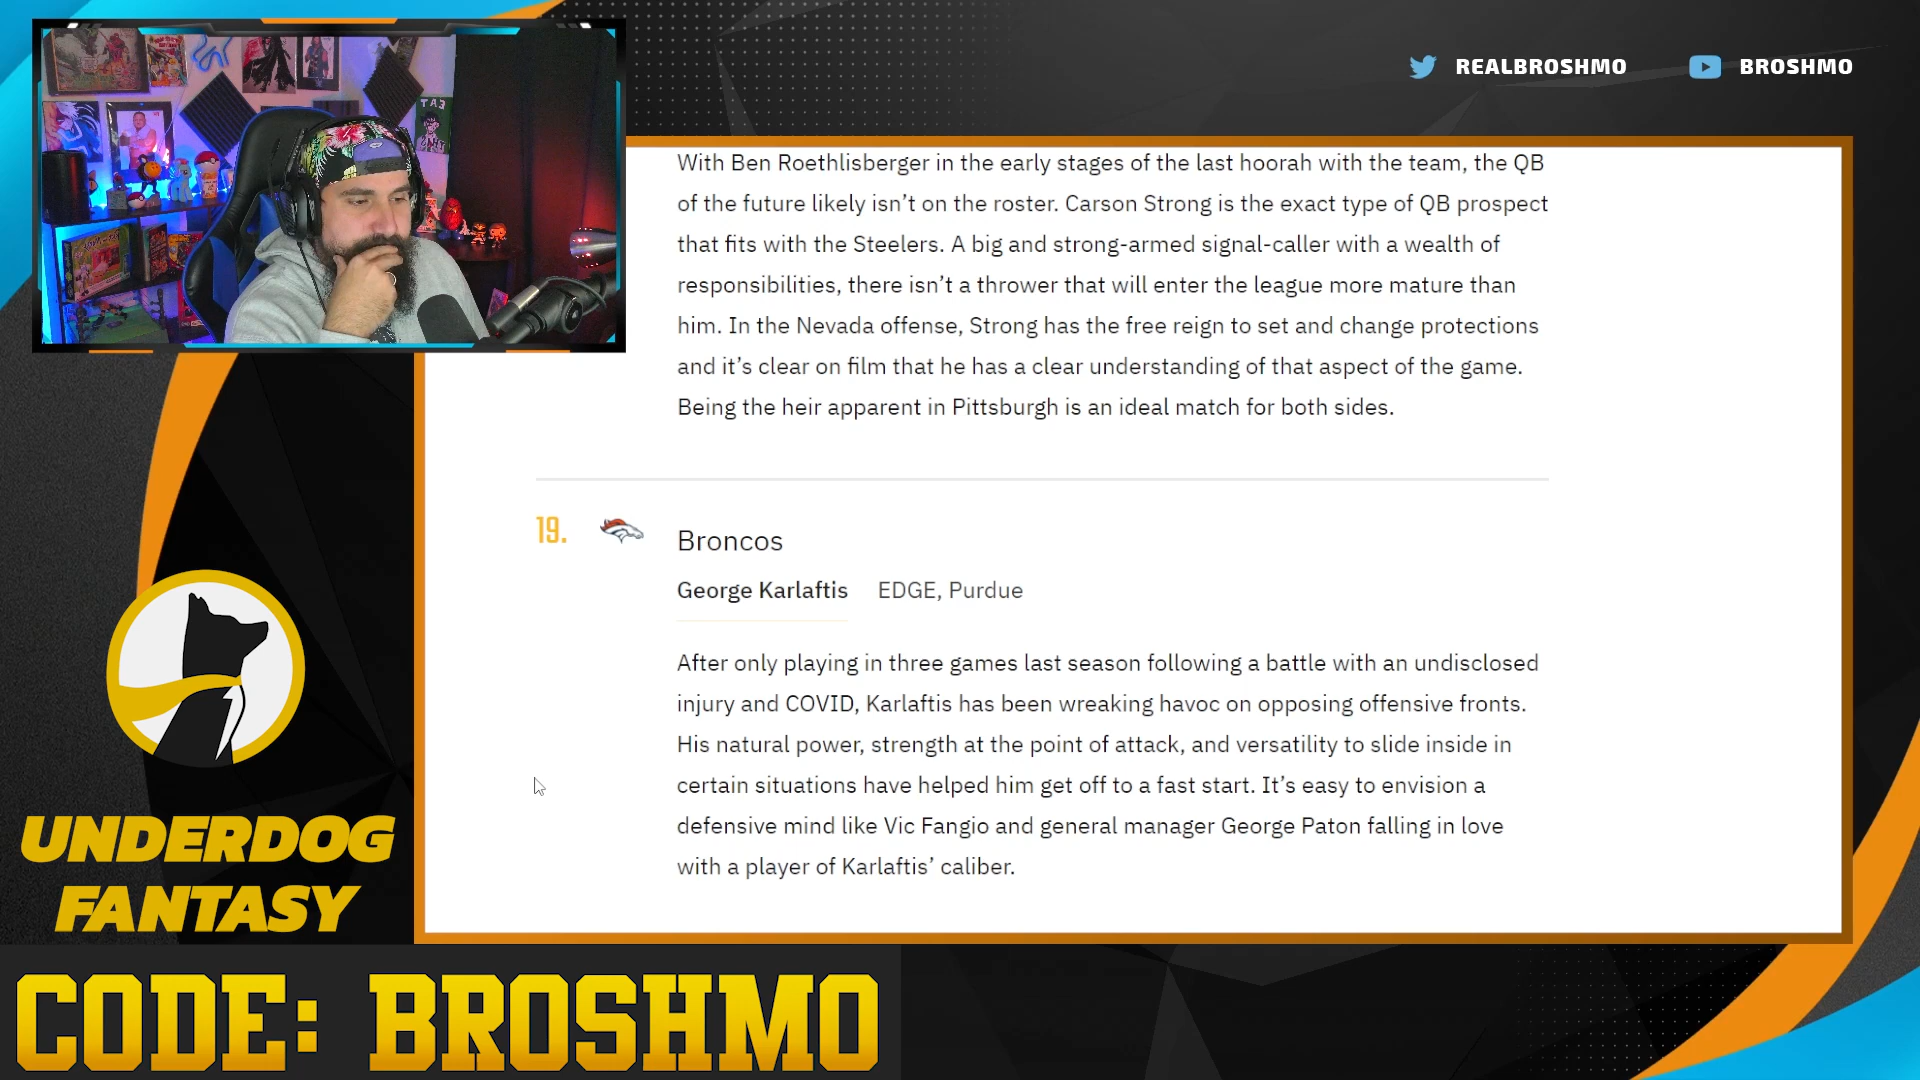 REALBROSHMO
BROSHMO
With Ben Roethlisberger in the early stages of the last hoorah with the team, the QB
of the future likely isn’t on the roster. Carson Strong is the exact type of QB prospect
that fits with the Steelers. A big and strong-armed signal-caller with a wealth of
responsibilities, there isn’t a thrower that will enter the league more mature than
him. In the Nevada offense, Strong has the free reign to set and change protections
and it’s clear on film that he has a clear understanding of that aspect of the game.
Being the heir apparent in Pittsburgh is an ideal match for both sides.
19.
Broncos
George Karlaftis EDGE, Purdue
After only playing in three games last season following a battle with an undisclosed
injury and COVID, Karlaftis has been wreaking havoc on opposing offensive fronts.
His natural power, strength at the point of attack, and versatility to slide inside in
certain situations have helped him get off to a fast start. It’s easy to envision a
defensive mind like Vic Fangio and general manager George Paton falling in love
with a player of Karlaftis’ caliber.
UNDERDOG
FANTASY
CODE: BROSHMO